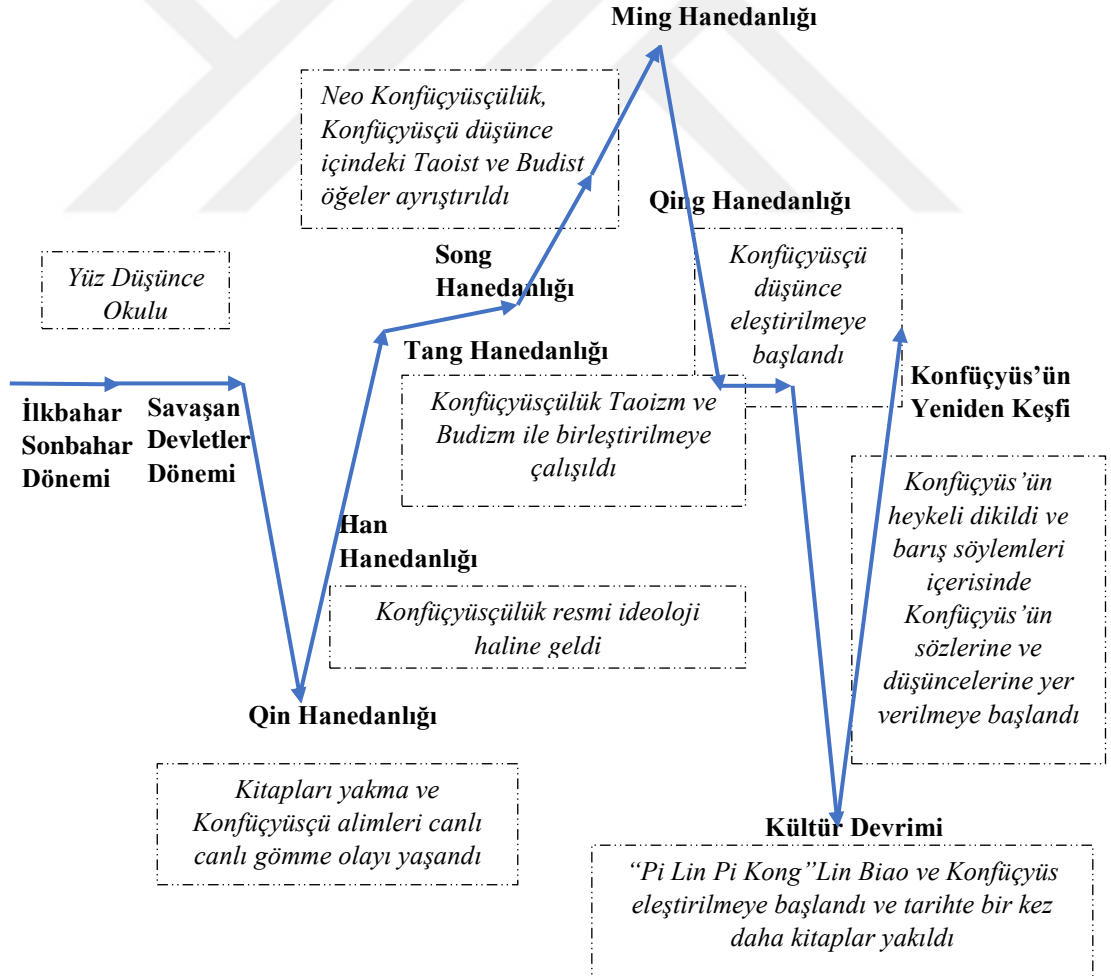 Ming Hanedanlığı
Neo Konfüçyüsçülük,
Konfüçyüsçü düşünce
içindeki Taoist ve Budist
öğeler ayrıştırıldı
Qing Hanedanlığı
Yüz Düşünce
Okulu
Song
Hanedanlığı
Konfüçyüsçü
düşünce
eleştirilmeye
başlandı
Tang Hanedanlığı
Konfüçyüs’ün
Yeniden Keşfi
İlkbahar
Sonbahar
Dönemi
Savaşan
Devletler
Dönemi
Konfüçyüsçülük Taoizm ve
Budizm ile birleştirilmeye
çalışıldı
Konfüçyüs’ün
heykeli dikildi ve
barış söylemleri
içerisinde
Konfüçyüs’ün
sözlerine ve
düşüncelerine yer
verilmeye başlandı
Han
Hanedanlığı
Konfüçyüsçülük resmi ideoloji
haline geldi
Qin Hanedanlığı
Kitapları yakma ve
Konfüçyüsçü alimleri canlı
canlı gömme olayı yaşandı
Kültür Devrimi
“Pi Lin Pi Kong”Lin Biao ve Konfüçyüs
eleştirilmeye başlandı ve tarihte bir kez
daha kitaplar yakıldı